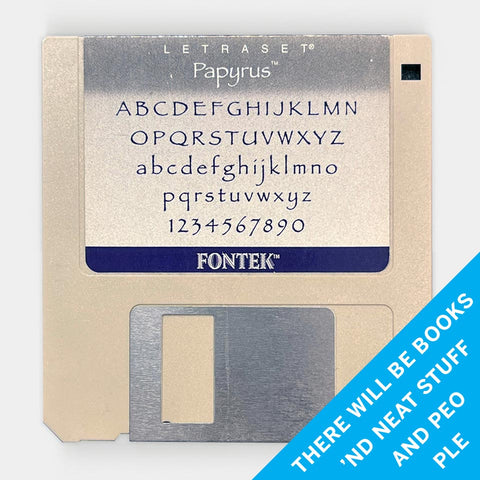 LETRASET®
Papyrus™
ABCDEFGHIJKLMN
OPQRSTUVWXYZ
abcdefghijklmno
pqrstuvwxyz
1234567890
FONTEK™
THERE WILL BE BOOKS
'ND NEAT STUFF
AND PEO
PLE